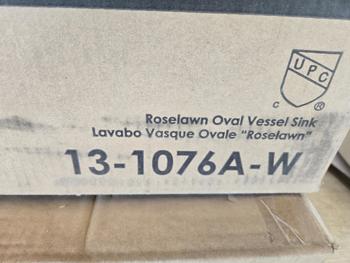 UPC
C ®
Roselawn Oval Vessel Sink
Lavabo Vasque Ovale "Roselawn"
13-1076A-W